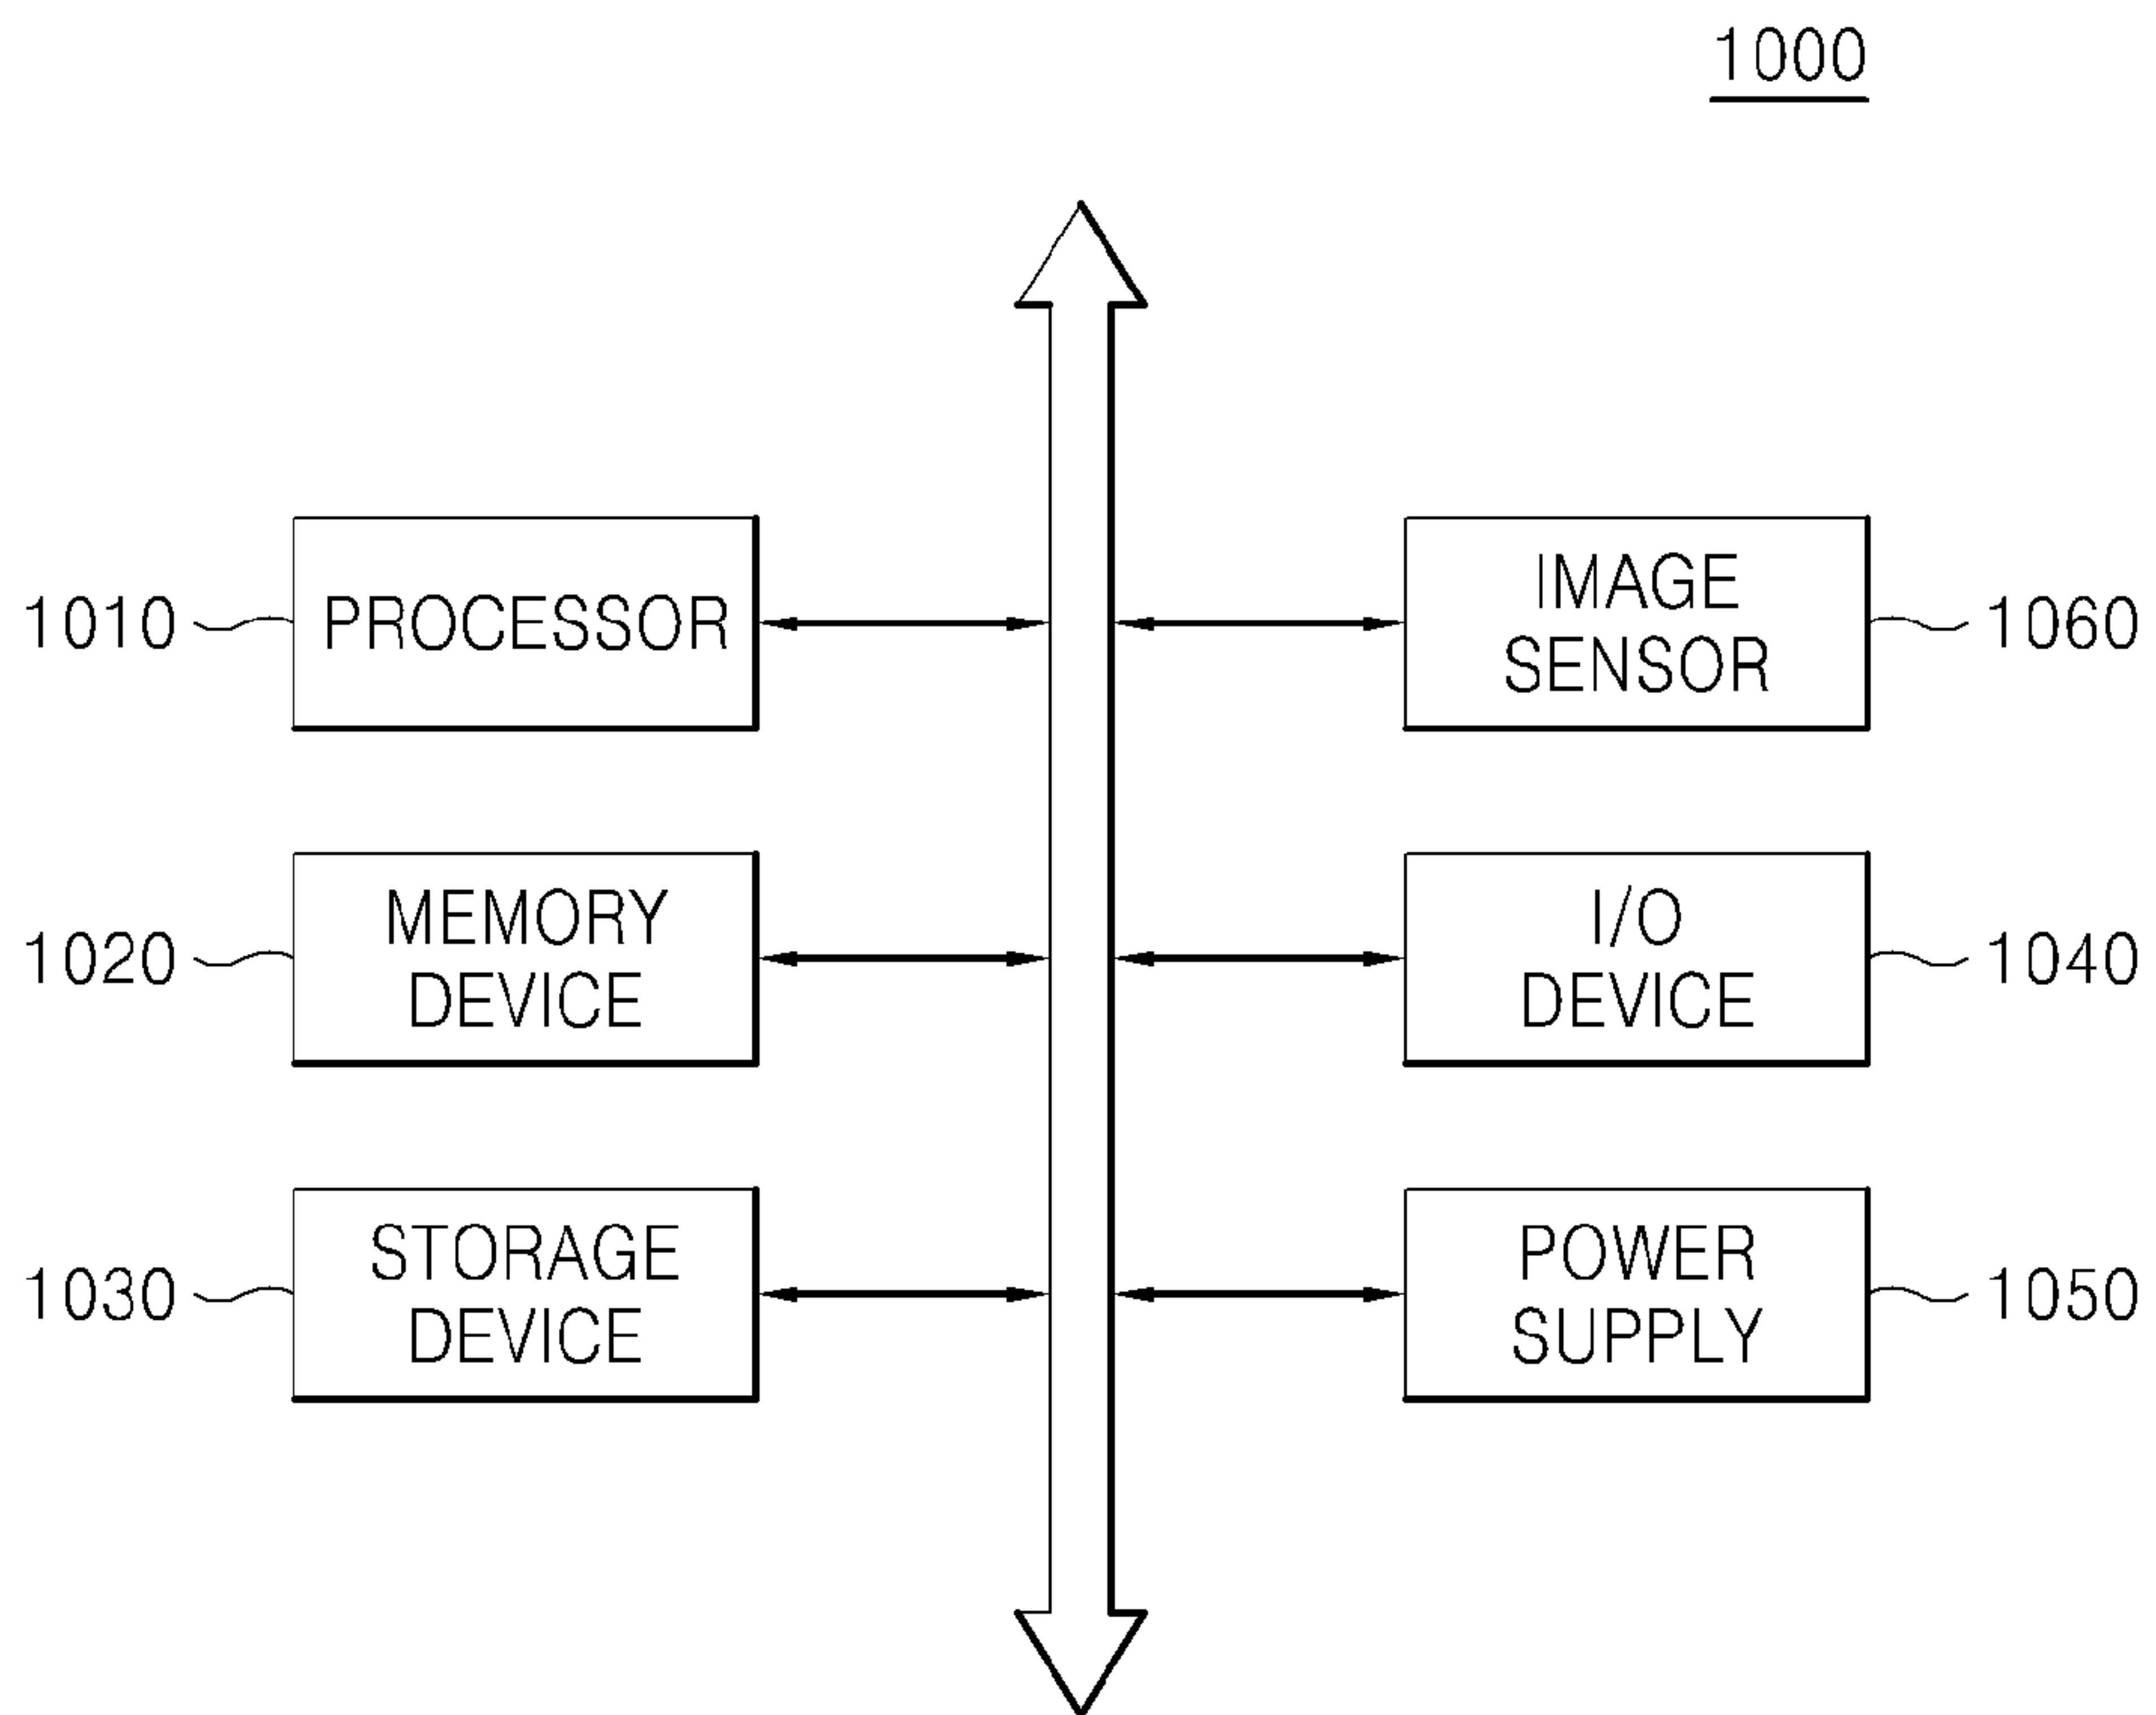 1000
1010
PROCESSOR
IMAGE
SENSOR
1060
1020
MEMORY
DEVICE
I/O
DEVICE
1040
1030
STORAGE
DEVICE
POWER
SUPPLY
1050